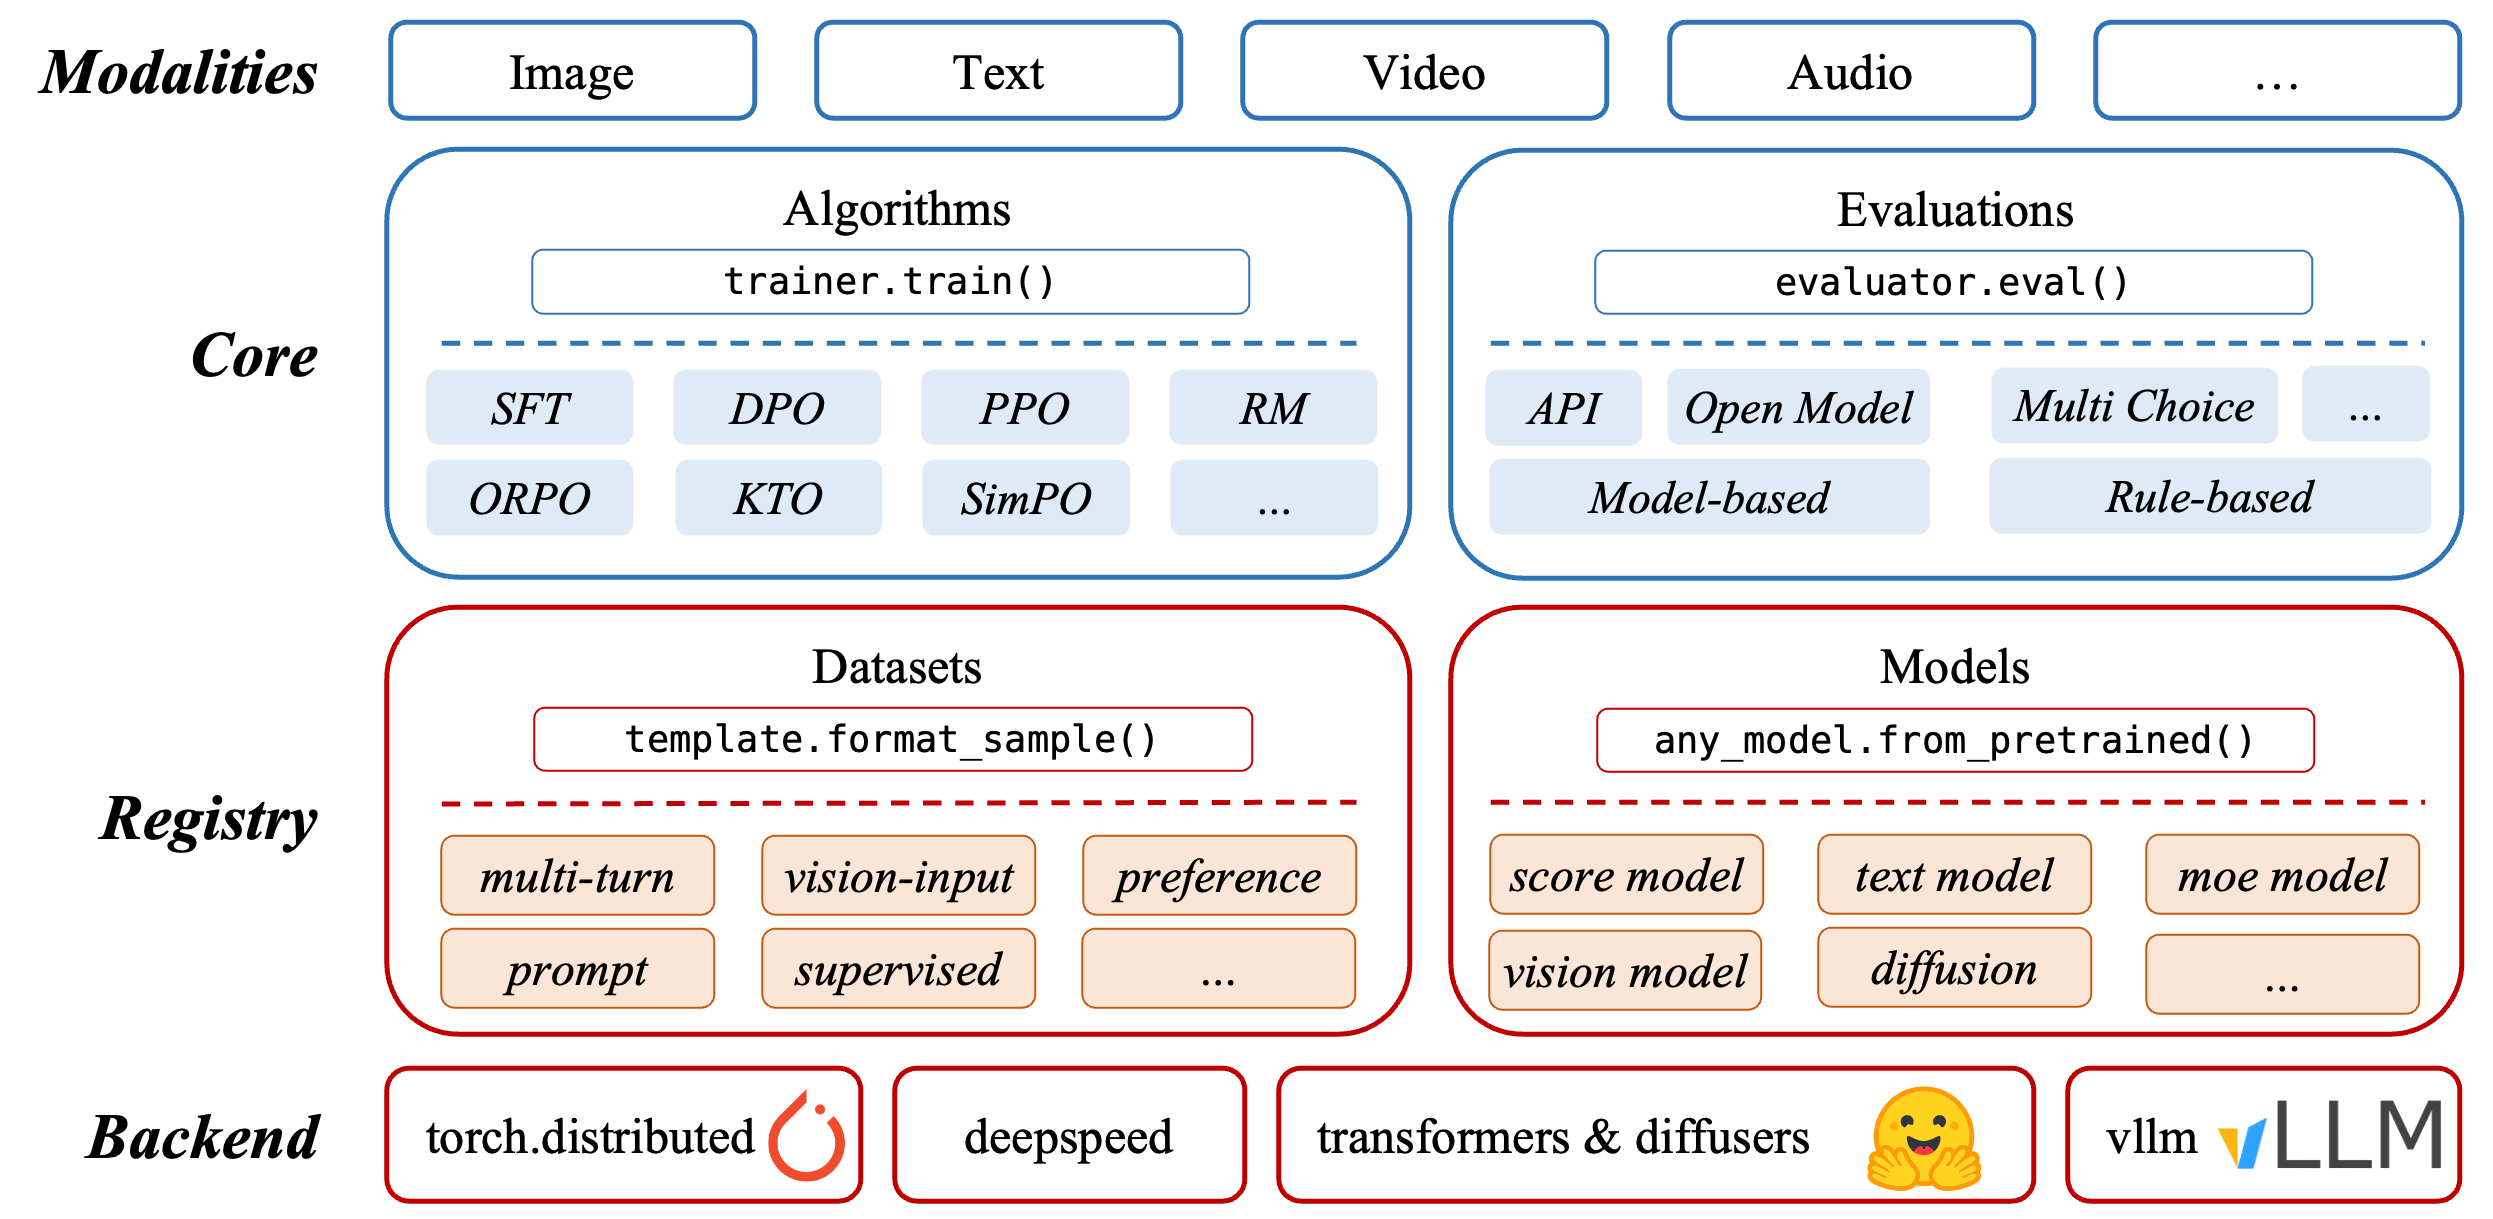 Modalities
Image
Text
Video
Audio
...
Core
Algorithms
trainer.train()
SFT
DPO
PPO
RM
ORPO
KTO
SimPO
...
Evaluations
evaluator.eval()
API
Open Model
Multi Choice
...
Model-based
Rule-based
Registry
Datasets
template.format_sample()
multi-turn
vision-input
preference
prompt
supervised
...
Models
any_model.from_pretrained()
score model
text model
moe model
vision model
diffusion
...
Backend
torch.distributed
deepspeed
transformers & diffusers
vllm
vLLM